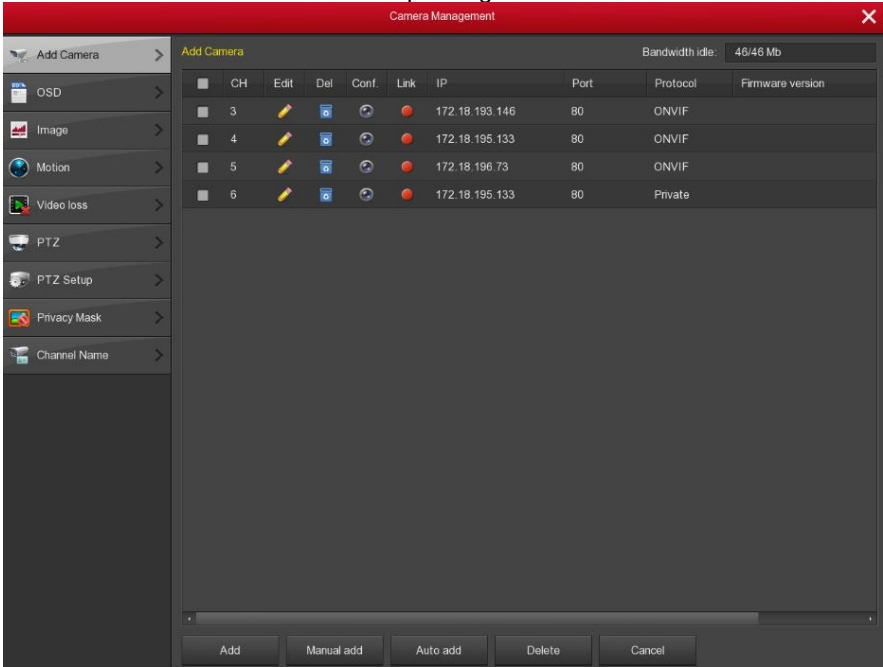 Camera Management
Add Camera
OSD
Image
Motion
Video loss
PTZ
PTZ Setup
Privacy Mask
Channel Name
Add Camera Bandwidth idle: 46/46 Mb
CH Edit Del Conf. Link IP Port Protocol Firmware version
3 172.18.193.146 80 ONVIF
4 172.18.195.133 80 ONVIF
5 172.18.196.73 80 ONVIF
6 172.18.195.133 80 Private
Add Manual add Auto add Delete Cancel